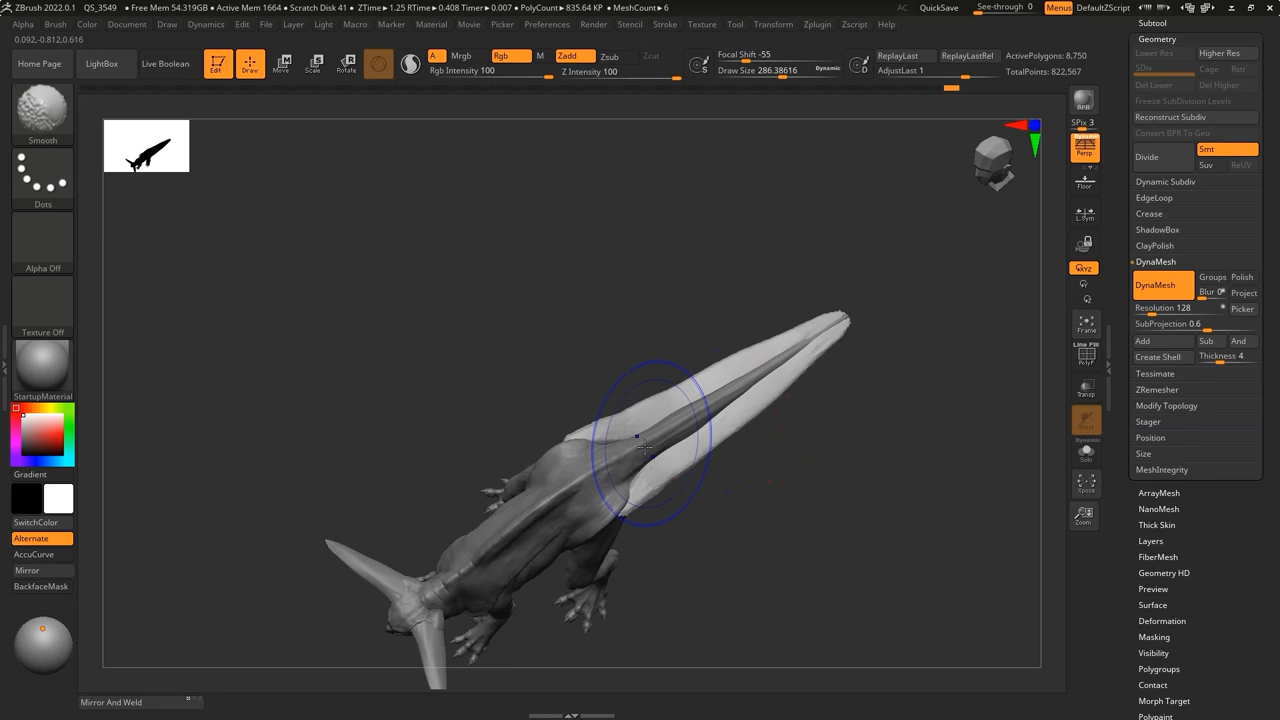 ZBrush 2022.0.1 QS_3549 • Free Mem 54.319GB • Active Mem 1664 • Scratch Disk 41 • ZTime▸1.25 RTime▸0.408 Timer▸0.007 • PolyCount▸835.64 KP • MeshCount▸6 AC QuickSave See-through 0 Menus DefaultZScript
Alpha Brush Color Document Draw Dynamics Edit File Layer Light Macro Marker Material Movie Picker Preferences Render Stencil Stroke Texture Tool Transform Zplugin Zscript Help
0.092,-0.812,0.616
Home Page LightBox Live Boolean Edit Draw Move Scale Rotate
A Mrgb Rgb M Zadd Zsub Zcut
Rgb Intensity 100 Z Intensity 100
Focal Shift -55
Draw Size 286.38616 Dynamic
S D
ReplayLast ReplayLastRel
AdjustLast 1
ActivePolygons: 8,750
TotalPoints: 822,567
Smooth
Dots
Alpha Off
Texture Off
StartupMaterial
Gradient
SwitchColor
Alternate
AccuCurve
Mirror
BackfaceMask
Mirror And Weld
BPR
SPix 3
Dynamic
Persp
Floor
L.Sym
XYZ
Frame
Line Fill
PolyF
Transp
Ghost
Dynamic
Solo
Xpose
Zoom
Subtool
Geometry
Lower Res Higher Res
SDiv Cage Rstr
Del Lower Del Higher
Freeze SubDivision Levels
Reconstruct Subdiv
Convert BPR To Geo
Divide Smt
Suv ReUV
Dynamic Subdiv
EdgeLoop
Crease
ShadowBox
ClayPolish
DynaMesh
DynaMesh Groups Polish
Blur 0 Project
Resolution 128 Picker
SubProjection 0.6
Add Sub And
Create Shell Thickness 4
Tessimate
ZRemesher
Modify Topology
Stager
Position
Size
MeshIntegrity
ArrayMesh
NanoMesh
Thick Skin
Layers
FiberMesh
Geometry HD
Preview
Surface
Deformation
Masking
Visibility
Polygroups
Contact
Morph Target
Polypaint